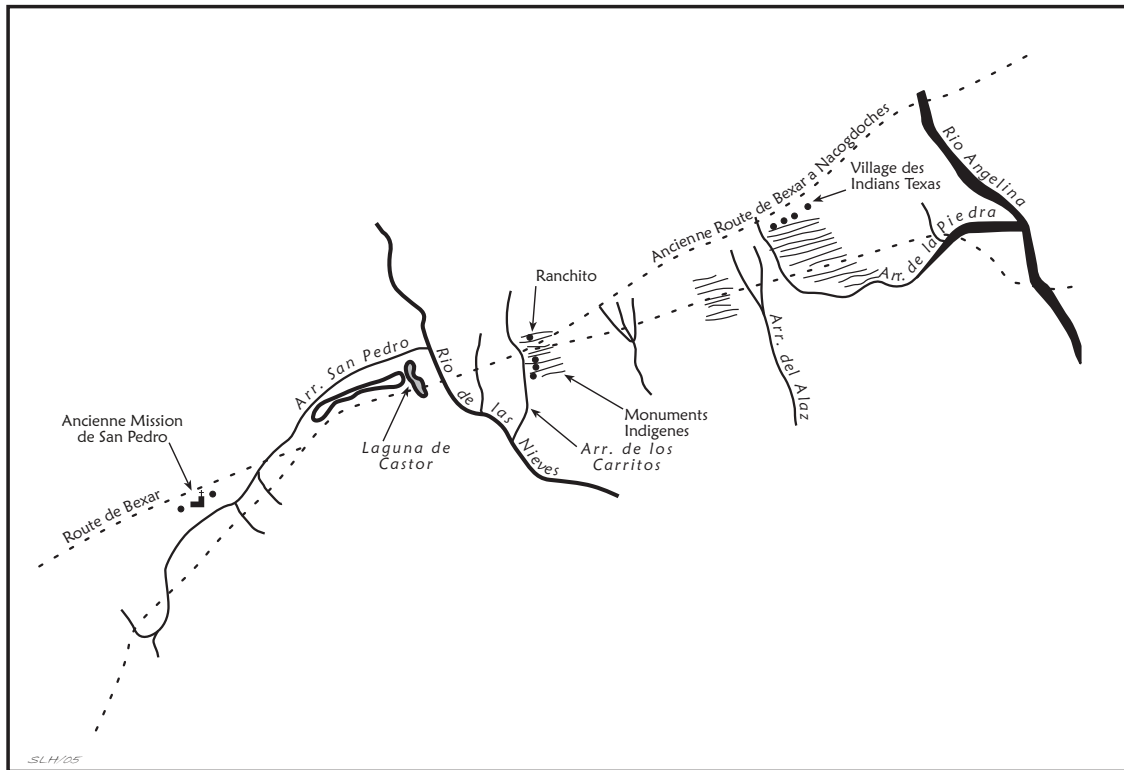 Ancienne Route de Bexar a Nacogdoches
Rio Angelina
Village des
Indians Texas
Arr. de la Piedra
Ranchito
Arr. San Pedro
Rio de las Nieves
Arr. del Alaz
Ancienne Mission
de San Pedro
Laguna de
Castor
Monuments
Indigenes
Arr. de los
Carritos
Route de Bexar
SLH/05